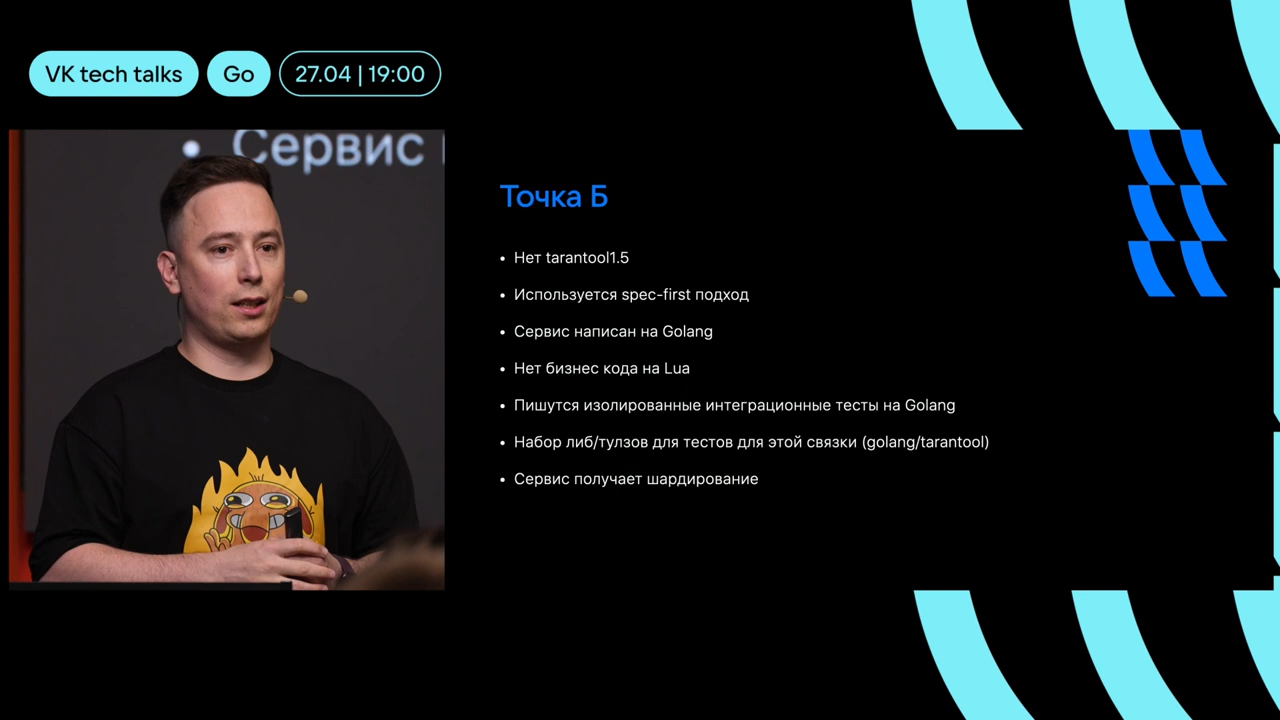 VK tech talks
Go
27.04 | 19:00
• Сервис
Точка Б
• Нет tarantool1.5
• Используется spec-first подход
• Сервис написан на Golang
• Нет бизнес кода на Lua
• Пишутся изолированные интеграционные тесты на Golang
• Набор либ/тулзов для тестов для этой связки (golang/tarantool)
• Сервис получает шардирование